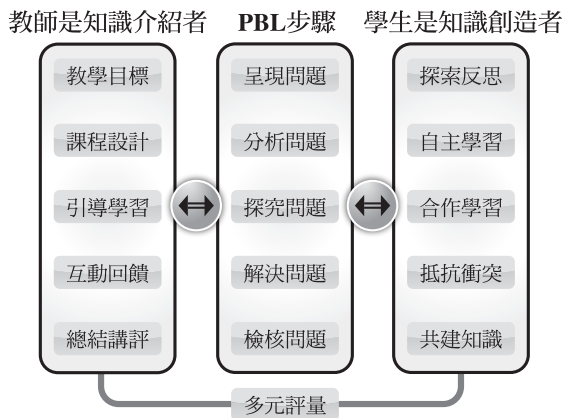 教師是知識介紹者 PBL步驟 學生是知識創造者
教學目標 呈現問題 探索反思
課程設計 分析問題 自主學習
引導學習 探究問題 合作學習
互動回饋 解決問題 抵抗衝突
總結講評 檢核問題 共建知識
多元評量